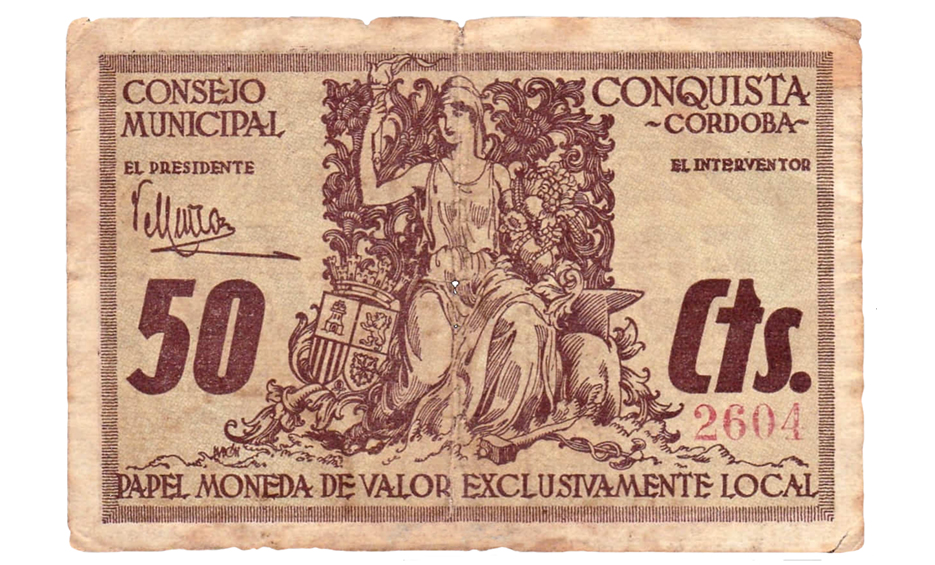 CONSEJO
MUNICIPAL
CONQUISTA
~CORDOBA~
EL PRESIDENTE
EL INTERVENTOR
50 Cts.
2604
PAPEL MONEDA DE VALOR EXCLUSIVAMENTE LOCAL